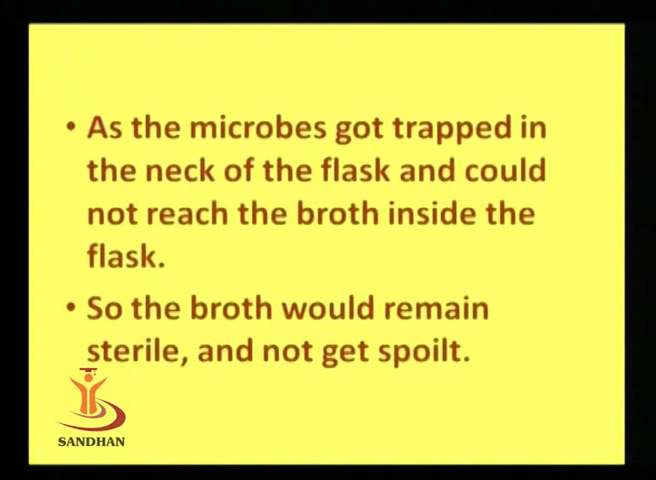 • As the microbes got trapped in
the neck of the flask and could
not reach the broth inside the
flask.
• So the broth would remain
sterile, and not get spoilt.
SANDHAN